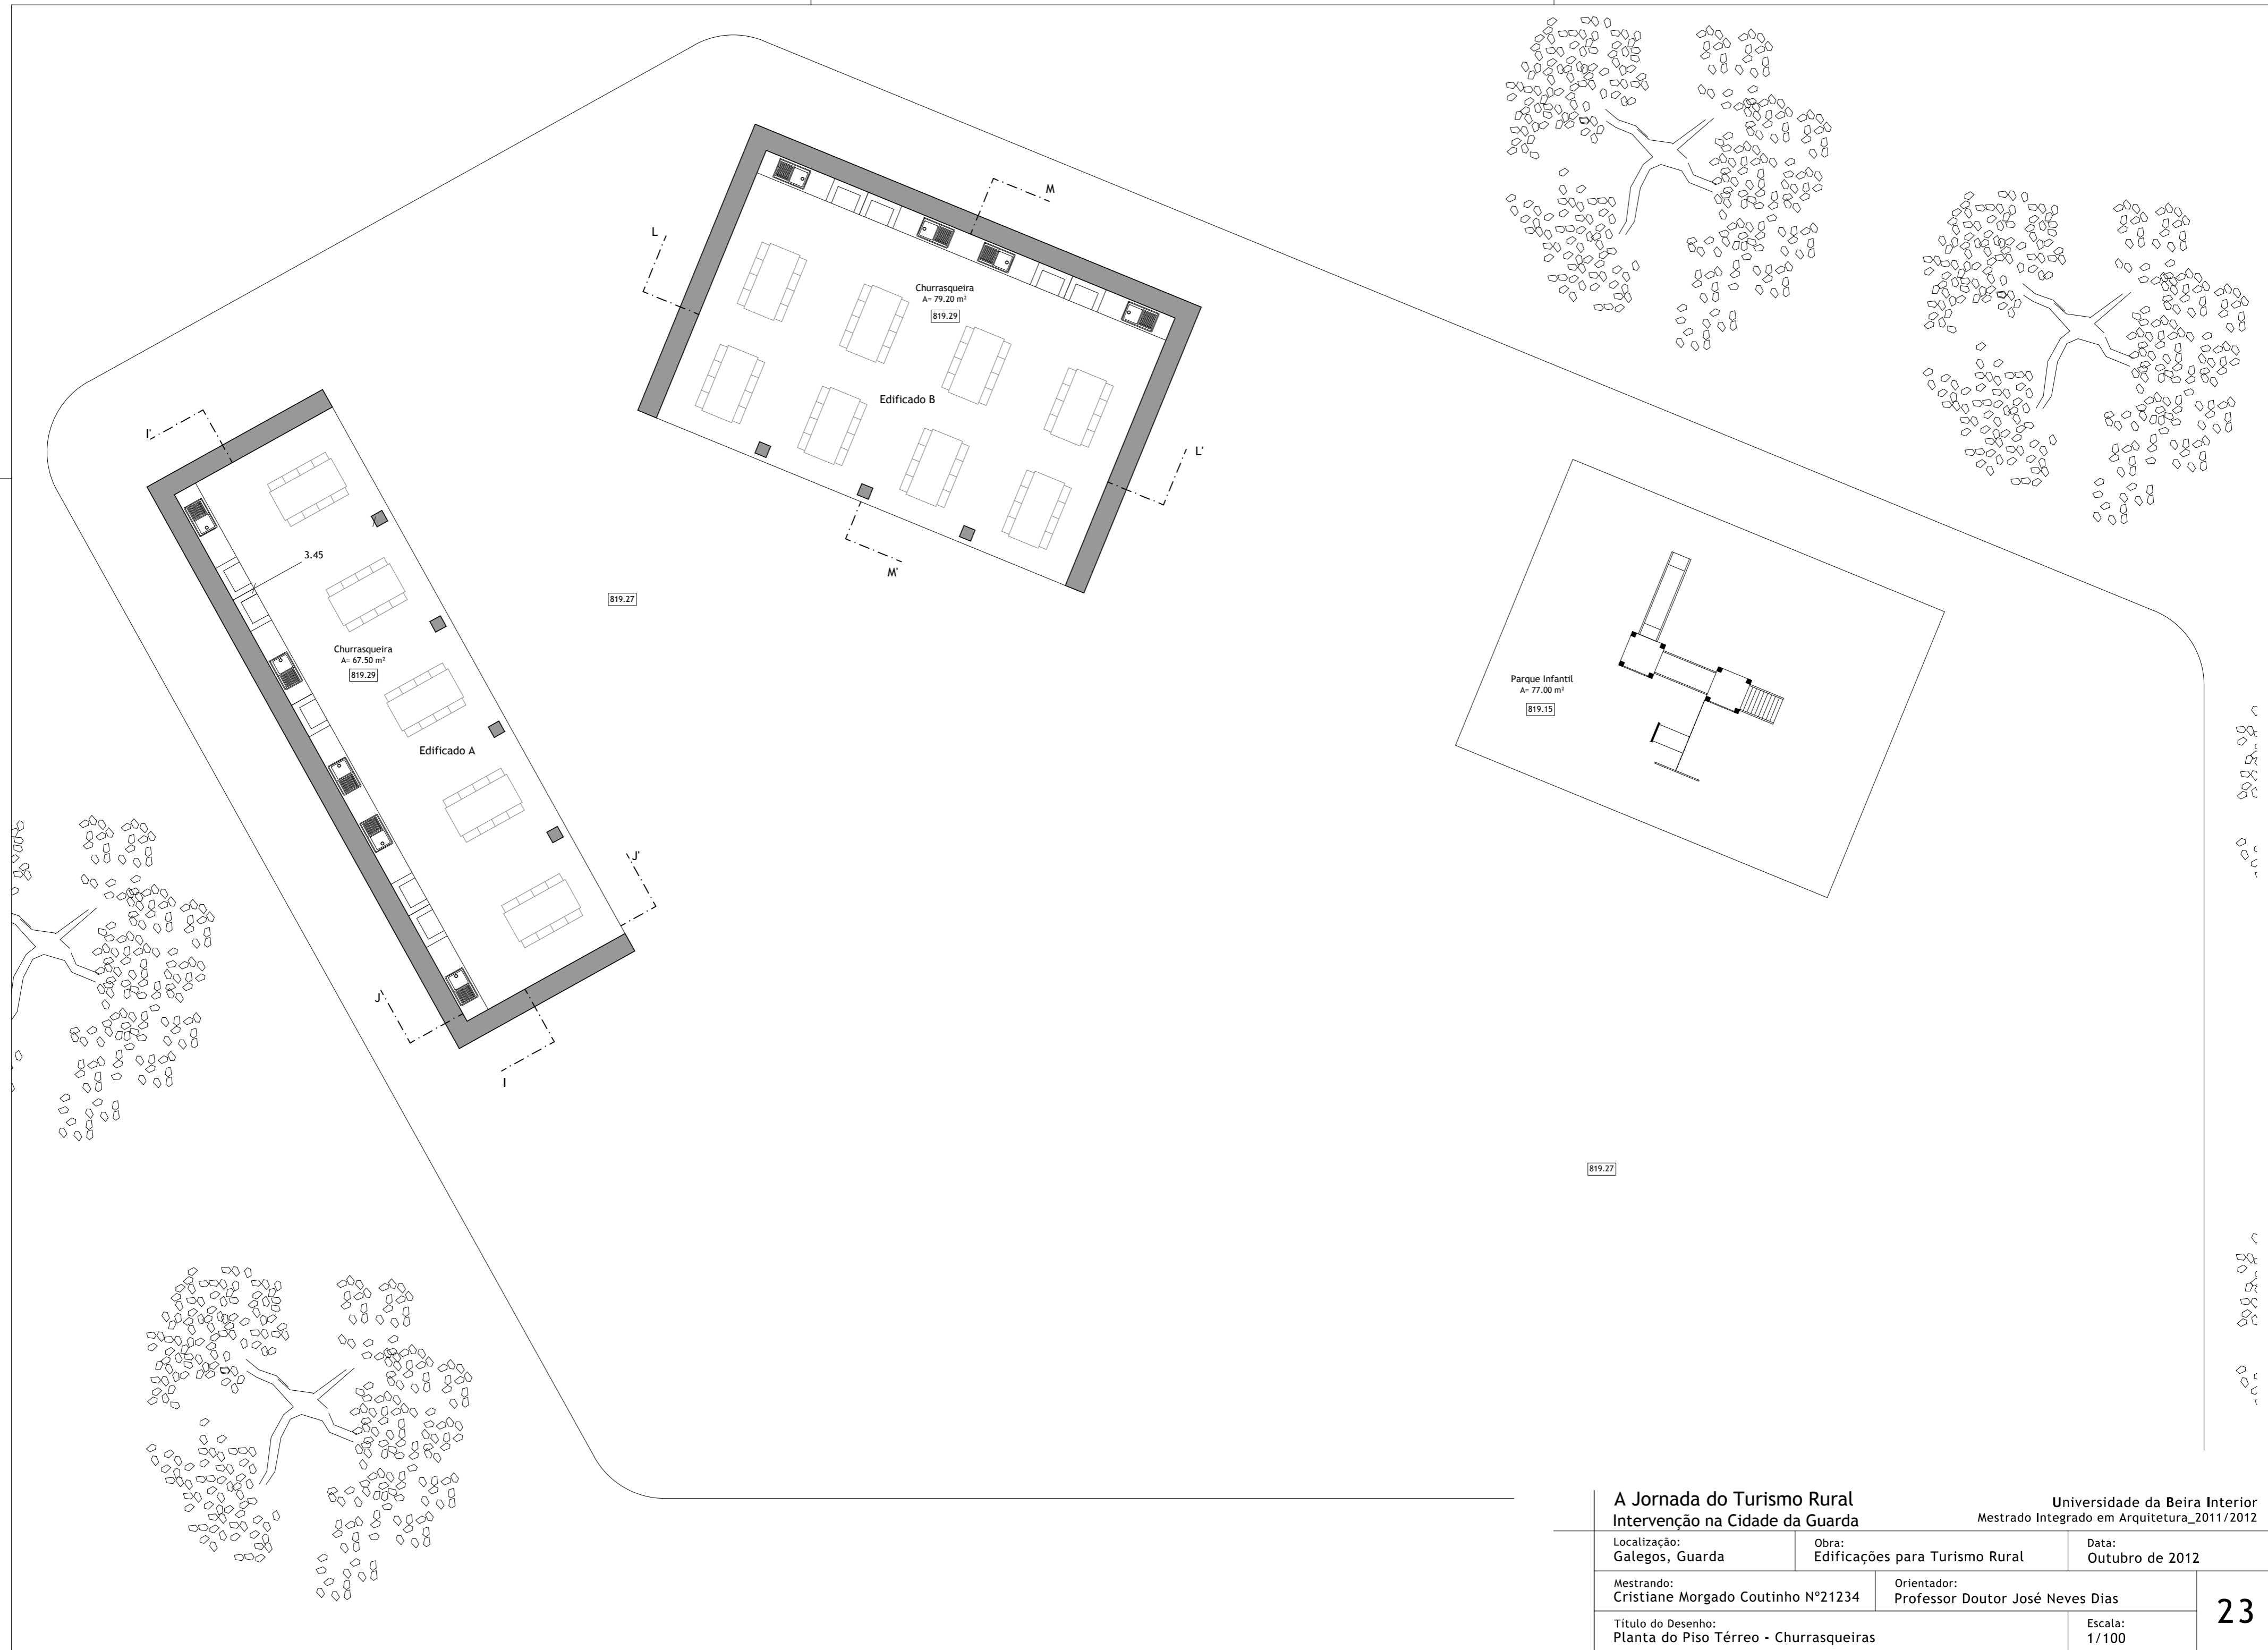 M
L
Churrasqueira
A= 79.20 m²
819.29
Edificado B
I'
L'
3.45
M'
819.27
Churrasqueira
A= 67.50 m²
819.29
Parque Infantil
A= 77.00 m²
819.15
Edificado A
J'
J
I
819.27
A Jornada do Turismo Rural
Intervenção na Cidade da Guarda
Universidade da Beira Interior
Mestrado Integrado em Arquitetura_2011/2012
Localização:
Galegos, Guarda
Obra:
Edificações para Turismo Rural
Data:
Outubro de 2012
Mestrando:
Cristiane Morgado Coutinho Nº21234
Orientador:
Professor Doutor José Neves Dias
23
Título do Desenho:
Planta do Piso Térreo - Churrasqueiras
Escala:
1/100